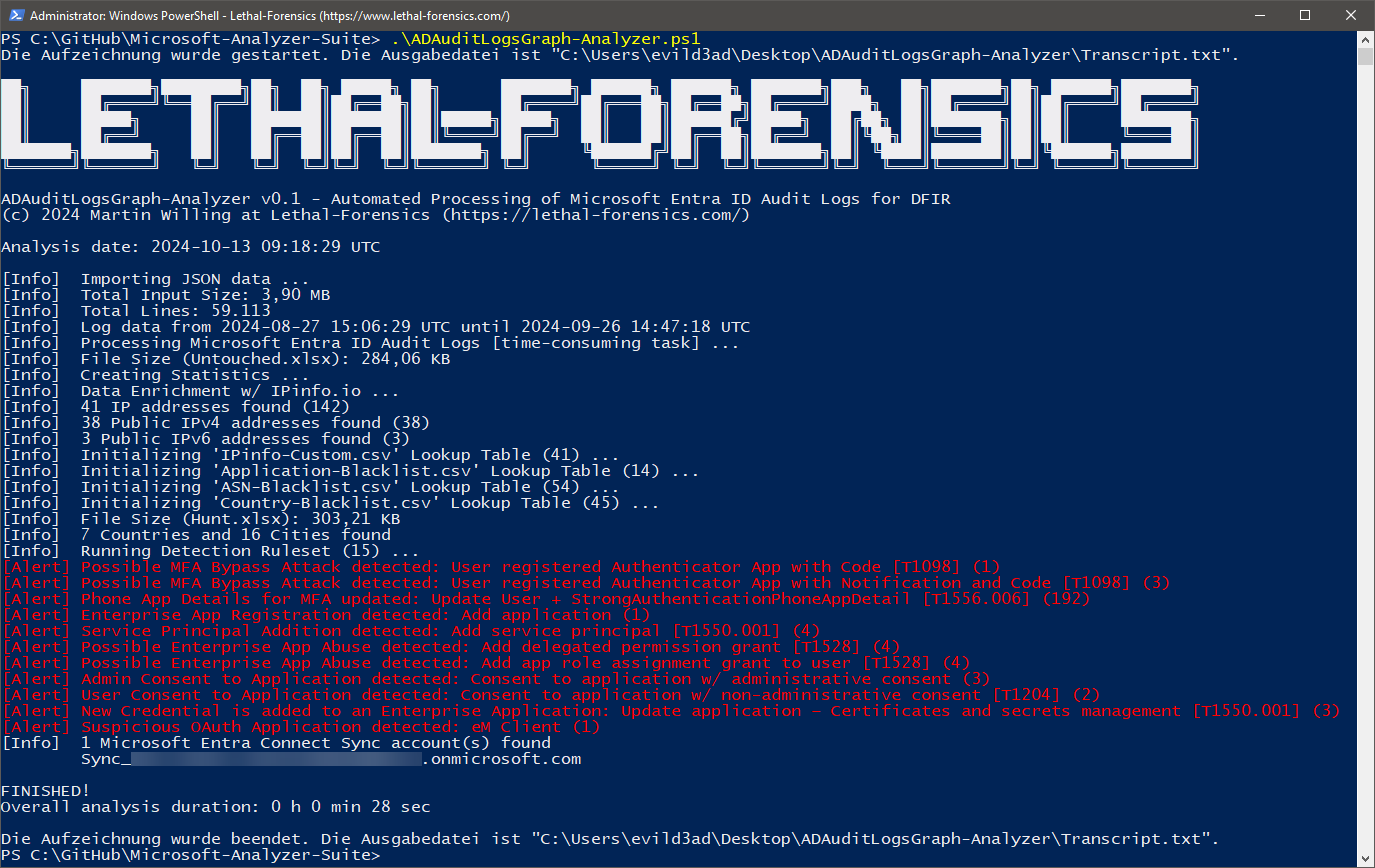 Administrator: Windows PowerShell - Lethal-Forensics (https://www.lethal-forensics.com/)
PS C:\GitHub\Microsoft-Analyzer-Suite> .\ADAuditLogsGraph-Analyzer.ps1
Die Aufzeichnung wurde gestartet. Die Ausgabedatei ist "C:\Users\evild3ad\Desktop\ADAuditLogsGraph-Analyzer\Transcript.txt".
LETHAL-FORENSICS
ADAuditLogsGraph-Analyzer v0.1 - Automated Processing of Microsoft Entra ID Audit Logs for DFIR
(c) 2024 Martin Willing at Lethal-Forensics (https://lethal-forensics.com/)
Analysis date: 2024-10-13 09:18:29 UTC
[Info]  Importing JSON data ...
[Info]  Total Input Size: 3,90 MB
[Info]  Total Lines: 59.113
[Info]  Log data from 2024-08-27 15:06:29 UTC until 2024-09-26 14:47:18 UTC
[Info]  Processing Microsoft Entra ID Audit Logs [time-consuming task] ...
[Info]  File Size (Untouched.xlsx): 284,06 KB
[Info]  Creating Statistics ...
[Info]  Data Enrichment w/ IPinfo.io ...
[Info]  41 IP addresses found (142)
[Info]  38 Public IPv4 addresses found (38)
[Info]  3 Public IPv6 addresses found (3)
[Info]  Initializing 'IPinfo-Custom.csv' Lookup Table (41) ...
[Info]  Initializing 'Application-Blacklist.csv' Lookup Table (14) ...
[Info]  Initializing 'ASN-Blacklist.csv' Lookup Table (54) ...
[Info]  Initializing 'Country-Blacklist.csv' Lookup Table (45) ...
[Info]  File Size (Hunt.xlsx): 303,21 KB
[Info]  7 Countries and 16 Cities found
[Info]  Running Detection Ruleset (15) ...
[Alert] Possible MFA Bypass Attack detected: User registered Authenticator App with Code [T1098] (1)
[Alert] Possible MFA Bypass Attack detected: User registered Authenticator App with Notification and Code [T1098] (3)
[Alert] Phone App Details for MFA updated: Update User + StrongAuthenticationPhoneAppDetail [T1556.006] (192)
[Alert] Enterprise App Registration detected: Add application (1)
[Alert] Service Principal Addition detected: Add service principal [T1550.001] (4)
[Alert] Possible Enterprise App Abuse detected: Add delegated permission grant [T1528] (4)
[Alert] Possible Enterprise App Abuse detected: Add app role assignment grant to user [T1528] (4)
[Alert] Admin Consent to Application detected: Consent to application w/ administrative consent (3)
[Alert] User Consent to Application detected: Consent to application w/ non-administrative consent [T1204] (2)
[Alert] New Credential is added to an Enterprise Application: Update application – Certificates and secrets management [T1550.001] (3)
[Alert] Suspicious OAuth Application detected: eM Client (1)
[Info]  1 Microsoft Entra Connect Sync account(s) found
Sync_ .onmicrosoft.com
FINISHED!
Overall analysis duration: 0 h 0 min 28 sec
Die Aufzeichnung wurde beendet. Die Ausgabedatei ist "C:\Users\evild3ad\Desktop\ADAuditLogsGraph-Analyzer\Transcript.txt".
PS C:\GitHub\Microsoft-Analyzer-Suite>